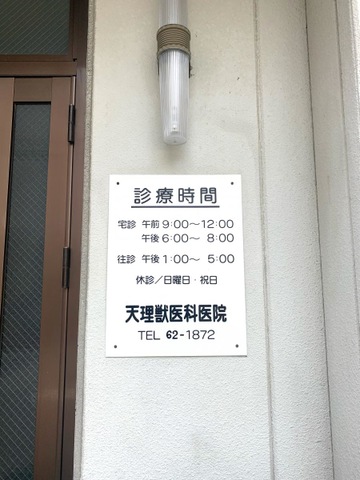 診療時間
宅診 午前 9:00〜12:00
午後 6:00〜 8:00
往診 午後 1:00〜 5:00
休診/日曜日・祝日
天理獣医科医院
TEL 62-1872